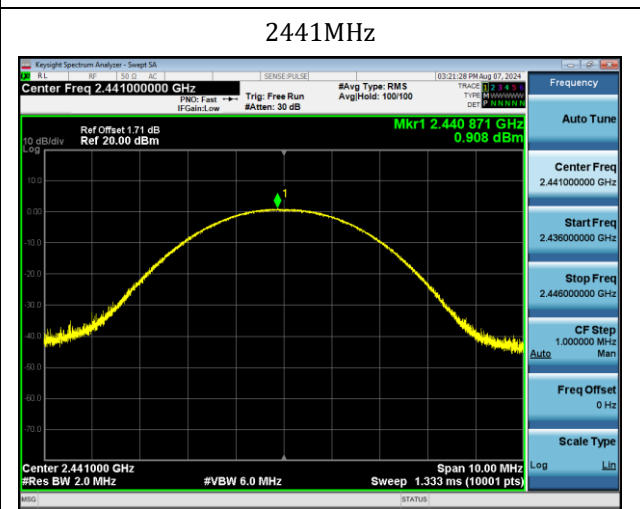 2441MHz
Keysight Spectrum Analyzer - Swept SA
RL RF 50 Ω AC SENSE:PULSE 03:21:28 PM Aug 07, 2024
Center Freq 2.441000000 GHz
PNO: Fast
IFGain:Low
Trig: Free Run
#Atten: 30 dB
#Avg Type: RMS
Avg|Hold: 100/100
TRACE 1 2 3 4 5 6
TYPE M WWWWW
DET P N N N N N
Ref Offset 1.71 dB
Ref 20.00 dBm
10 dB/div
Log
Mkr1 2.440 871 GHz
0.908 dBm
1
10.0
0.00
-10.0
-20.0
-30.0
-40.0
-50.0
-60.0
-70.0
Center 2.441000 GHz
Span 10.00 MHz
#Res BW 2.0 MHz
#VBW 6.0 MHz
Sweep 1.333 ms (10001 pts)
MSG
STATUS
Frequency
Auto Tune
Center Freq
2.441000000 GHz
Start Freq
2.436000000 GHz
Stop Freq
2.446000000 GHz
CF Step
1.000000 MHz
Auto Man
Freq Offset
0 Hz
Scale Type
Log Lin